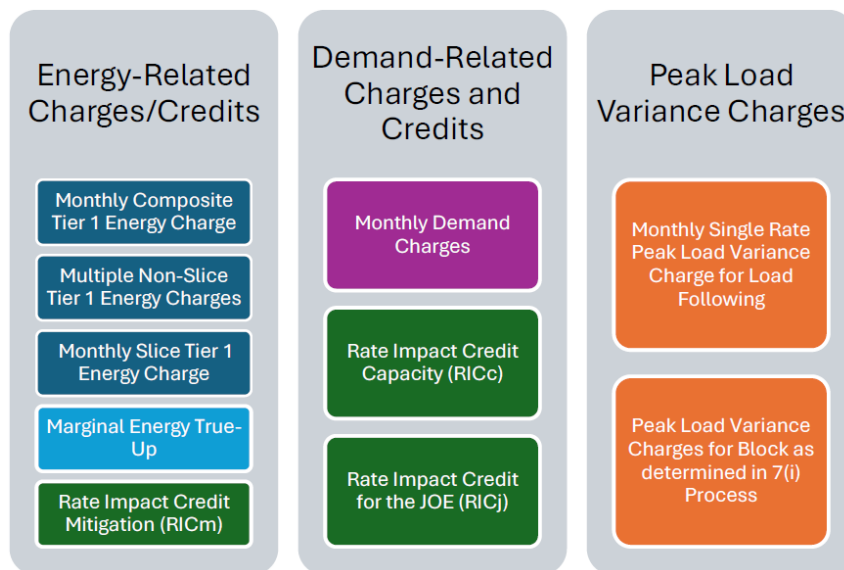 Energy-Related
Charges/Credits
Monthly Composite
Tier 1 Energy Charge
Multiple Non-Slice
Tier 1 Energy Charges
Monthly Slice Tier 1
Energy Charge
Marginal Energy True-
Up
Rate Impact Credit
Mitigation (RICm)
Demand-Related
Charges and
Credits
Monthly Demand
Charges
Rate Impact Credit
Capacity (RICc)
Rate Impact Credit
for the JOE (RICj)
Peak Load
Variance Charges
Monthly Single Rate
Peak Load Variance
Charge for Load
Following
Peak Load Variance
Charges for Block as
determined in 7(i)
Process